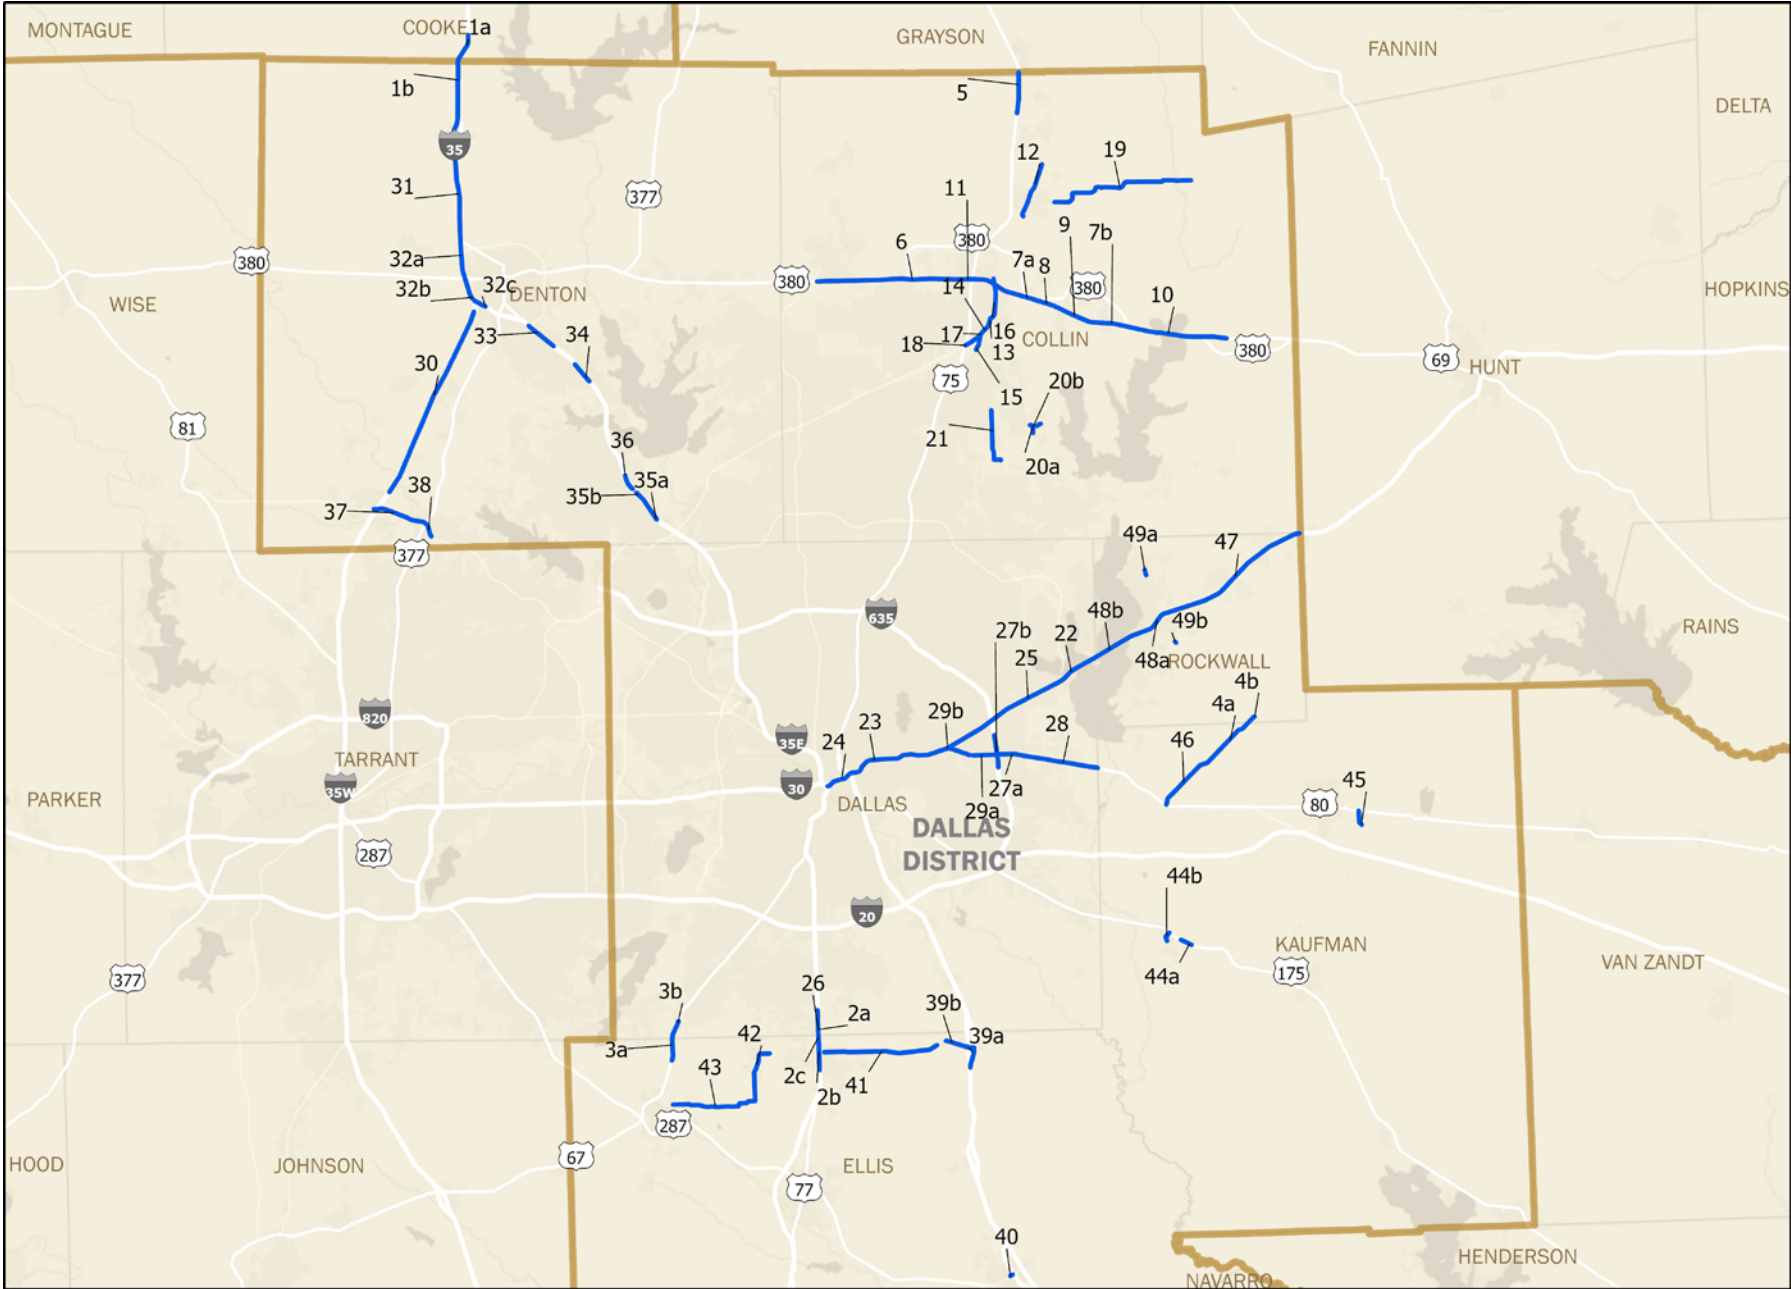 MONTAGUE
COOKE
1a
GRAYSON
FANNIN
1b
5
DELTA
35
12
19
31
377
11
9
7b
380
32a
6
380
7a
8
380
32b
32c
DENTON
380
14
10
HOPKINS
WISE
33
34
17
16
COLLIN
18
13
380
69
HUNT
30
75
20b
15
81
36
21
20a
38
35a
35b
37
377
49a
47
635
27b
22
48b
49b
RAINS
25
48a
ROCKWALL
820
29b
4a
4b
35E
24
23
28
46
TARRANT
35W
30
27a
45
PARKER
DALLAS
29a
80
DALLAS
DISTRICT
287
44b
20
KAUFMAN
377
44a
175
VAN ZANDT
3b
26
2a
39b
42
39a
3a
43
2c
2b
41
287
HOOD
JOHNSON
67
ELLIS
77
40
HENDERSON
NAVARRO